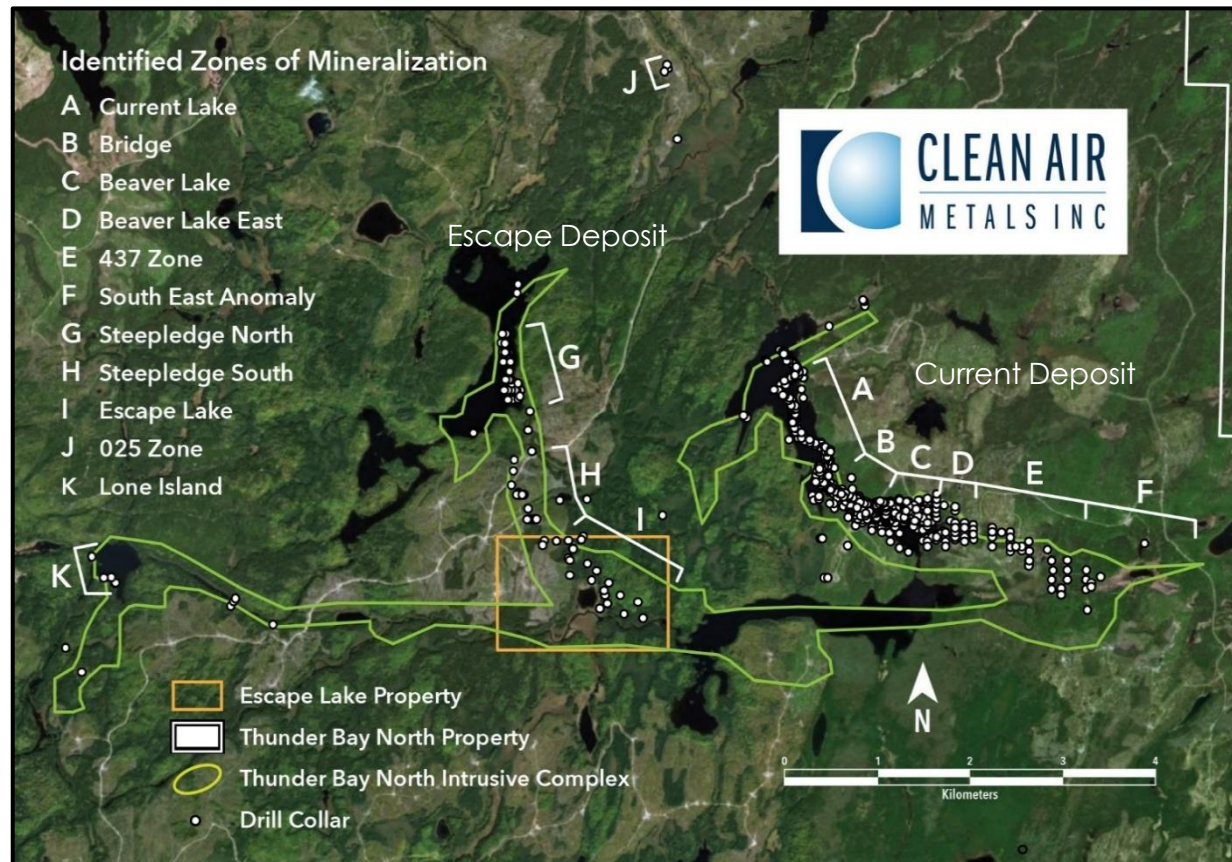 Identified Zones of Mineralization
A Current Lake
B Bridge
C Beaver Lake
D Beaver Lake East
E 437 Zone
F South East Anomaly
G Steepledge North
H Steepledge South
I Escape Lake
J 025 Zone
K Lone Island
J
CLEAN AIR
METALS INC
Escape Deposit
G
Current Deposit
A
B
C
D
E
F
H
I
K
Escape Lake Property
Thunder Bay North Property
Thunder Bay North Intrusive Complex
Drill Collar
N
0 1 2 3 4
Kilometers